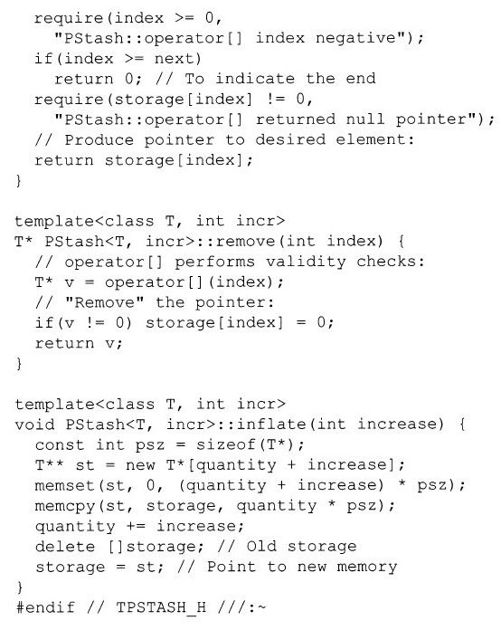 require(index >= 0,
"PStash::operator[] index negative");
if(index >= next)
return 0; // To indicate the end
require(storage[index] != 0,
"PStash::operator[] returned null pointer");
// Produce pointer to desired element:
return storage[index];
}
template<class T, int incr>
T* PStash<T, incr>::remove(int index) {
// operator[] performs validity checks:
T* v = operator[](index);
// "Remove" the pointer:
if(v != 0) storage[index] = 0;
return v;
}
template<class T, int incr>
void PStash<T, incr>::inflate(int increase) {
const int psz = sizeof(T*);
T** st = new T*[quantity + increase];
memset(st, 0, (quantity + increase) * psz);
memcpy(st, storage, quantity * psz);
quantity += increase;
delete []storage; // Old storage
storage = st; // Point to new memory
}
#endif // TPSTASH_H ///:~